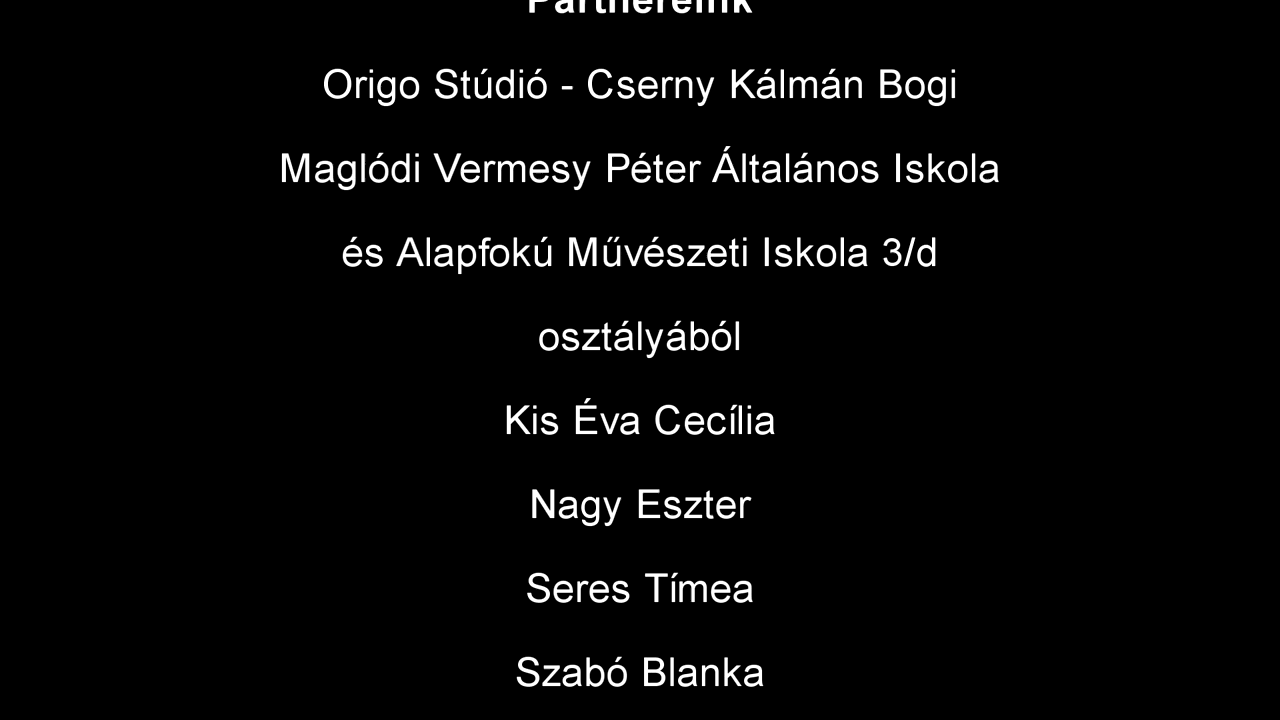 Partnereink
Origo Stúdió - Cserny Kálmán Bogi
Maglódi Vermesy Péter Általános Iskola
és Alapfokú Művészeti Iskola 3/d
osztályából
Kis Éva Cecília
Nagy Eszter
Seres Tímea
Szabó Blanka